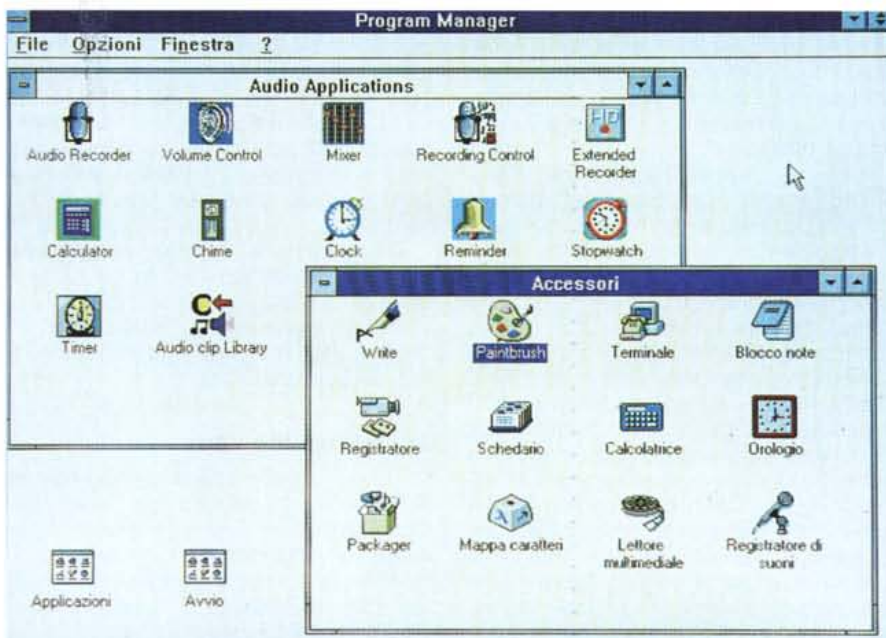 Program Manager
File Opzioni Finestra ?
Audio Applications
Audio Recorder
Volume Control
Mixer
Recording Control
Extended
Recorder
Calculator
Chime
Clock
Reminder
Stopwatch
Timer
Audio clip Library
Accessori
Write
Paintbrush
Terminale
Blocco note
Registratore
Schedario
Calcolatrice
Orologio
Packager
Mappa caratteri
Lettore
multimediale
Registratore di
suoni
Applicazioni
Avvio